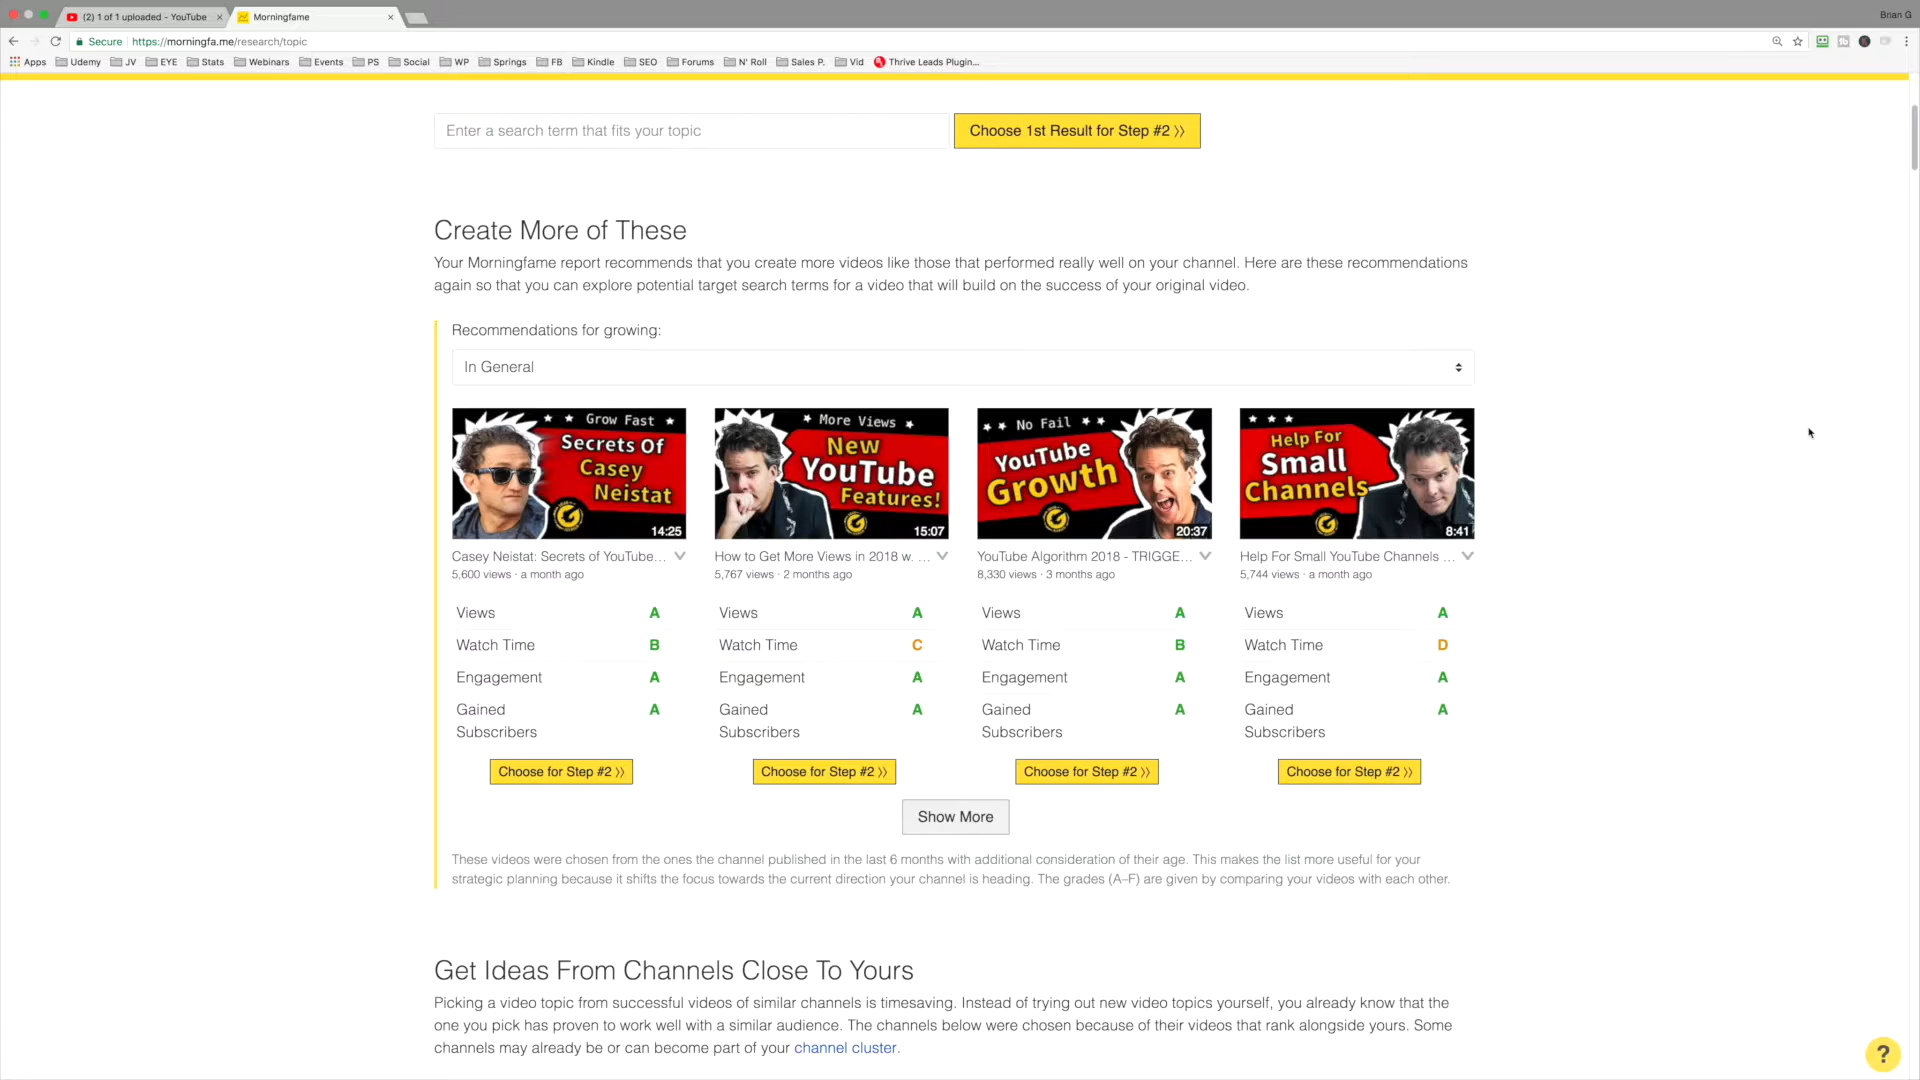 (2) 1 of 1 uploaded - YouTube
Morningfame
Brian G
Secure
https://morningfa.me/research/topic
Apps
Udemy
JV
EYE
Stats
Webinars
Events
PS
Social
WP
Springs
FB
Kindle
SEO
Forums
N' Roll
Sales P.
Vid
Thrive Leads Plugin...
Enter a search term that fits your topic
Choose 1st Result for Step #2 »
Create More of These
Your Morningfame report recommends that you create more videos like those that performed really well on your channel. Here are these recommendations
again so that you can explore potential target search terms for a video that will build on the success of your original video.
Recommendations for growing:
In General
Grow Fast
Secrets Of
Casey
Neistat
G
14:25
More Views
New
YouTube
Features!
G
15:07
No Fail
YouTube
Growth
G
20:37
Help For
Small
Channels
G
8:41
Casey Neistat: Secrets of YouTube...
5,600 views · a month ago
How to Get More Views in 2018 w. ...
5,767 views · 2 months ago
YouTube Algorithm 2018 - TRIGGE...
8,330 views · 3 months ago
Help For Small YouTube Channels ...
5,744 views · a month ago
Views A
Watch Time B
Engagement A
Gained A
Subscribers
Choose for Step #2 »
Views A
Watch Time C
Engagement A
Gained A
Subscribers
Choose for Step #2 »
Views A
Watch Time B
Engagement A
Gained A
Subscribers
Choose for Step #2 »
Views A
Watch Time D
Engagement A
Gained A
Subscribers
Choose for Step #2 »
Show More
These videos were chosen from the ones the channel published in the last 6 months with additional consideration of their age. This makes the list more useful for your
strategic planning because it shifts the focus towards the current direction your channel is heading. The grades (A–F) are given by comparing your videos with each other.
Get Ideas From Channels Close To Yours
Picking a video topic from successful videos of similar channels is timesaving. Instead of trying out new video topics yourself, you already know that the
one you pick has proven to work well with a similar audience. The channels below were chosen because of their videos that rank alongside yours. Some
channels may already be or can become part of your channel cluster.
?